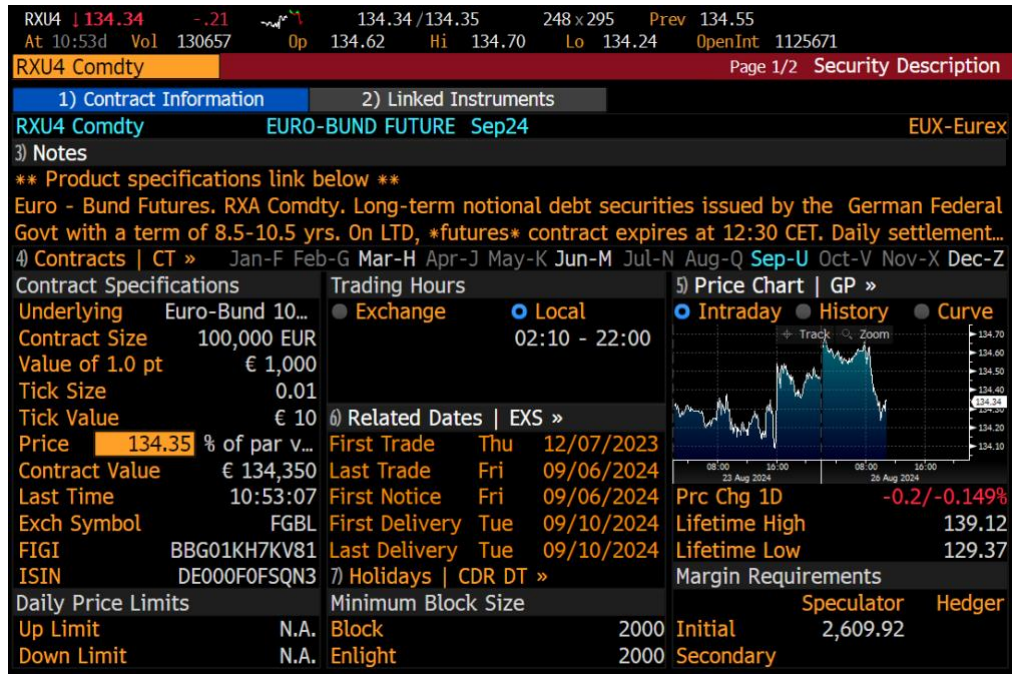 RXU4 ↓134.34 -.21 134.34/134.35 248x295 Prev 134.55
At 10:53d Vol 130657 Op 134.62 Hi 134.70 Lo 134.24 OpenInt 1125671
RXU4 Comdty Page 1/2 Security Description
1) Contract Information 2) Linked Instruments
RXU4 Comdty EURO-BUND FUTURE Sep24 EUX-Eurex
3) Notes
** Product specifications link below **
Euro - Bund Futures. RXA Comdty. Long-term notional debt securities issued by the German Federal
Govt with a term of 8.5-10.5 yrs. On LTD, *futures* contract expires at 12:30 CET. Daily settlement…
4) Contracts | CT » Jan-F Feb-G Mar-H Apr-J May-K Jun-M Jul-N Aug-Q Sep-U Oct-V Nov-X Dec-Z
Contract Specifications
Underlying Euro-Bund 10…
Contract Size 100,000 EUR
Value of 1.0 pt € 1,000
Tick Size 0.01
Tick Value € 10
Price 134.35 % of par v…
Contract Value € 134,350
Last Time 10:53:07
Exch Symbol FGBL
FIGI BBG01KH7KV81
ISIN DE000F0FSQN3
Daily Price Limits
Up Limit N.A.
Down Limit N.A.
Trading Hours
Exchange Local
02:10 - 22:00
6) Related Dates | EXS »
First Trade Thu 12/07/2023
Last Trade Fri 09/06/2024
First Notice Fri 09/06/2024
First Delivery Tue 09/10/2024
Last Delivery Tue 09/10/2024
7) Holidays | CDR DT »
Minimum Block Size
Block 2000
Enlight 2000
5) Price Chart | GP »
Intraday History Curve
Track Zoom
134.70
134.60
134.50
134.40
134.34
134.20
134.10
08:00 16:00 08:00 16:00
23 Aug 2024 26 Aug 2024
Prc Chg 1D -0.2/-0.149%
Lifetime High 139.12
Lifetime Low 129.37
Margin Requirements
Speculator Hedger
Initial 2,609.92
Secondary